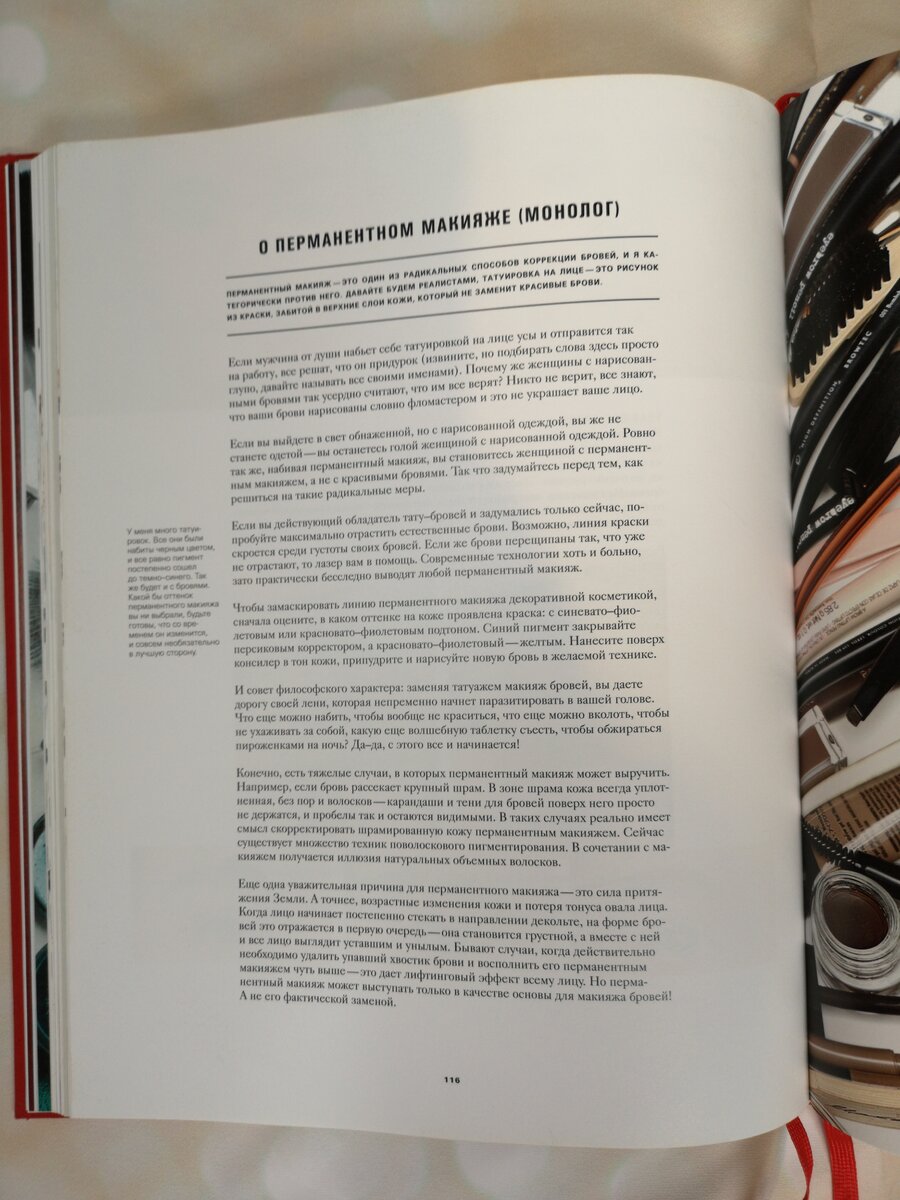 О ПЕРМАНЕНТНОМ МАКИЯЖЕ (МОНОЛОГ)
ПЕРМАНЕНТНЫЙ МАКИЯЖ — ЭТО ОДИН ИЗ РАДИКАЛЬНЫХ СПОСОБОВ КОРРЕКЦИИ БРОВЕЙ, И Я КА-
ТЕГОРИЧЕСКИ ПРОТИВ НЕГО. ДАВАЙТЕ БУДЕМ РЕАЛИСТАМИ, ТАТУИРОВКА НА ЛИЦЕ — ЭТО РИСУНОК
ИЗ КРАСКИ, ЗАБИТОЙ В ВЕРХНИЕ СЛОИ КОЖИ, КОТОРЫЙ НЕ ЗАМЕНИТ КРАСИВЫЕ БРОВИ.
Если мужчина от души набьет себе татуировкой на лице усы и отправится так
на работу, все решат, что он придурок (извините, но подбирать слова здесь просто
глупо, давайте называть все своими именами). Почему же женщины с нарисован-
ными бровями так усердно считают, что им все верят? Никто не верит, все знают,
что ваши брови нарисованы словно фломастером и это не украшает ваше лицо.
Если вы выйдете в свет обнаженной, но с нарисованной одеждой, вы же не
станете одетой — вы останетесь голой женщиной с нарисованной одеждой. Ровно
так же, набивая перманентный макияж, вы становитесь женщиной с перманент-
ным макияжем, а не с красивыми бровями. Так что задумайтесь перед тем, как
решиться на такие радикальные меры.
Если вы действующий обладатель тату–бровей и задумались только сейчас, по-
пробуйте максимально отрастить естественные брови. Возможно, линия краски
скроется среди густоты своих бровей. Если же брови перещипаны так, что уже
не отрастают, то лазер вам в помощь. Современные технологии хоть и больно,
зато практически бесследно выводят любой перманентный макияж.
У меня много татуи-
ровок. Все они были
набиты черным цветом,
и все равно пигмент
постепенно сошел
до темно–синего. Так
же будет и с бровями.
Какой бы оттенок
перманентного макияжа
вы ни выбрали, будьте
готовы, что со вре-
менем он изменится,
и совсем необязательно
в лучшую сторону.
Чтобы замаскировать линию перманентного макияжа декоративной косметикой,
сначала оцените, в каком оттенке на коже проявлена краска: с синевато–фио-
летовым или красновато–фиолетовым подтоном. Синий пигмент закрывайте
персиковым корректором, а красновато–фиолетовый — желтым. Нанесите поверх
консилер в тон кожи, припудрите и нарисуйте новую бровь в желаемой технике.
И совет философского характера: заменяя татуажем макияж бровей, вы даете
дорогу своей лени, которая непременно начнет паразитировать в вашей голове.
Что еще можно набить, чтобы вообще не краситься, что еще можно вколоть, чтобы
не ухаживать за собой, какую еще волшебную таблетку съесть, чтобы обжираться
пироженками на ночь? Да–да, с этого все и начинается!
Конечно, есть тяжелые случаи, в которых перманентный макияж может выручить.
Например, если бровь рассекает крупный шрам. В зоне шрама кожа всегда уплот-
ненная, без пор и волосков — карандаши и тени для бровей поверх него просто
не держатся, и пробелы так и остаются видимыми. В таких случаях реально имеет
смысл скорректировать шрамированную кожу перманентным макияжем. Сейчас
существует множество техник поволоскового пигментирования. В сочетании с ма-
кияжем получается иллюзия натуральных объемных волосков.
Еще одна уважительная причина для перманентного макияжа — это сила притя-
жения Земли. А точнее, возрастные изменения кожи и потеря тонуса овала лица.
Когда лицо начинает постепенно стекать в направлении декольте, на форме бро-
вей это отражается в первую очередь — она становится грустной, а вместе с ней
и все лицо выглядит уставшим и унылым. Бывают случаи, когда действительно
необходимо удалить упавший хвостик брови и восполнить его перманентным
макияжем чуть выше — это дает лифтинговый эффект всему лицу. Но перма-
нентный макияж может выступать только в качестве основы для макияжа бровей!
А не его фактической заменой.
116
HIGH DEFINITION
BROWTEC
eyebrow